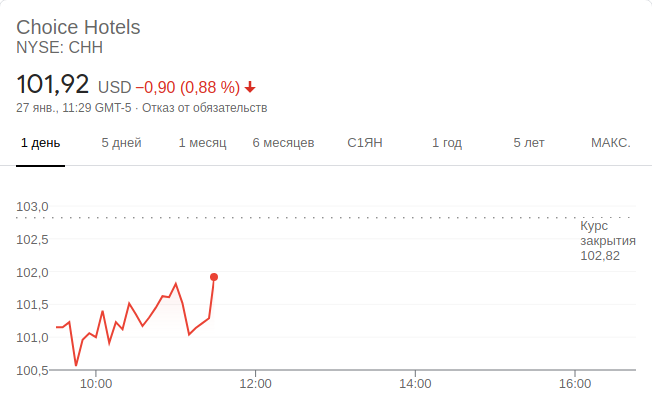 Choice Hotels
NYSE: CHH
101,92 USD −0,90 (0,88 %)
27 янв., 11:29 GMT-5 · Отказ от обязательств
1 день 5 дней 1 месяц 6 месяцев С1ЯН 1 год 5 лет МАКС.
103,0
Курс
102,5 закрытия
102,82
102,0
101,5
101,0
100,5
10:00 12:00 14:00 16:00